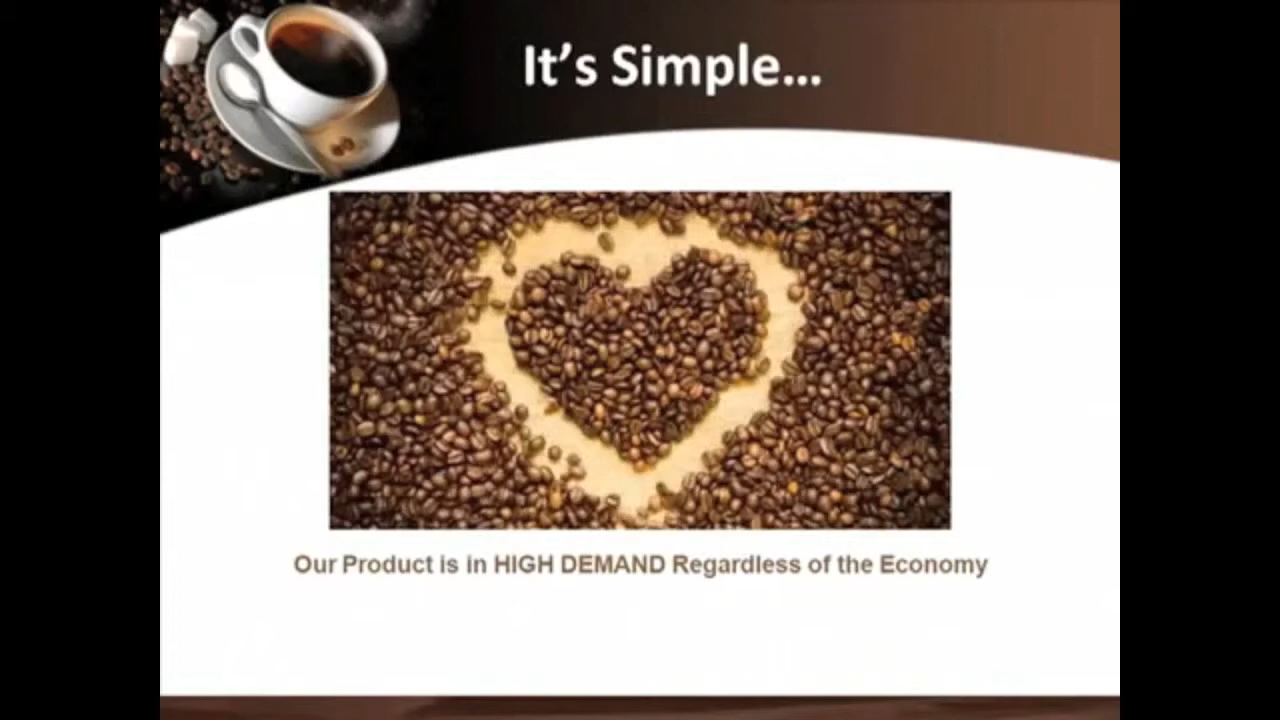 It’s Simple…
Our Product is in HIGH DEMAND Regardless of the Economy